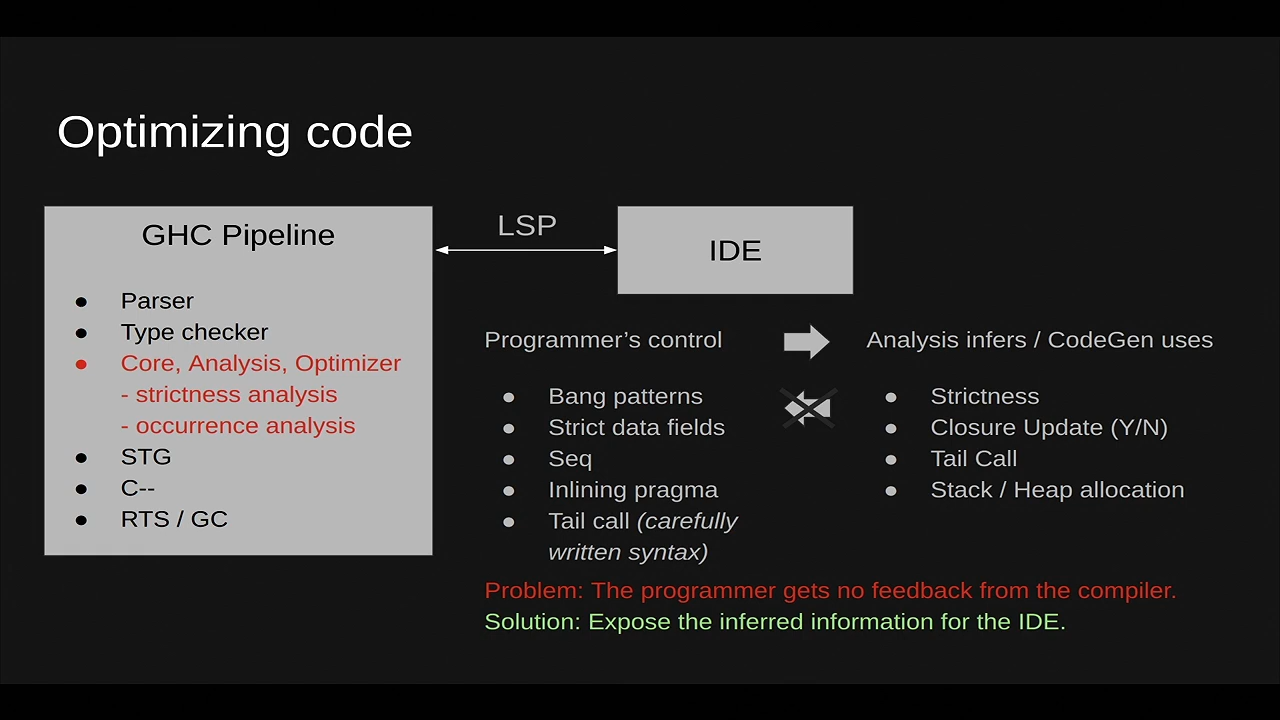 Optimizing code
GHC Pipeline
● Parser
● Type checker
● Core, Analysis, Optimizer
- strictness analysis
- occurrence analysis
● STG
● C--
● RTS / GC
LSP
IDE
Programmer’s control
● Bang patterns
● Strict data fields
● Seq
● Inlining pragma
● Tail call (carefully
written syntax)
Analysis infers / CodeGen uses
● Strictness
● Closure Update (Y/N)
● Tail Call
● Stack / Heap allocation
Problem: The programmer gets no feedback from the compiler.
Solution: Expose the inferred information for the IDE.